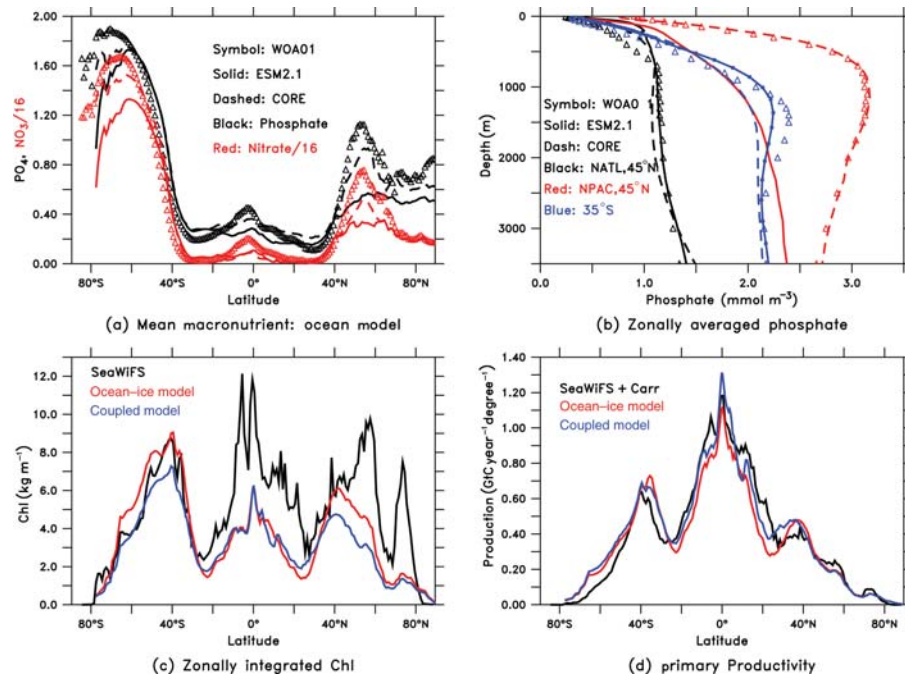 2.00
1.60
1.20
0.80
0.40
0.00
PO4, NO3/16
Symbol: WOA01
Solid: ESM2.1
Dashed: CORE
Black: Phosphate
Red: Nitrate/16
80°S 40°S 0° 40°N 80°N
Latitude
(a) Mean macronutrient: ocean model
0
1000
2000
3000
Depth (m)
Symbol: WOA0
Solid: ESM2.1
Dash: CORE
Black: NATL,45°N
Red: NPAC,45°N
Blue: 35°S
0.0 1.0 2.0 3.0
Phosphate (mmol m−3)
(b) Zonally averaged phosphate
12.0
10.0
8.0
6.0
4.0
2.0
0.0
Chl (kg m−1)
SeaWiFS
Ocean–ice model
Coupled model
80°S 40°S 0° 40°N 80°N
Latitude
(c) Zonally integrated Chl
1.40
1.20
1.00
0.80
0.60
0.40
0.20
0.00
Production (GtC year−1 degree−1)
SeaWiFS + Carr
Ocean–ice model
Coupled model
80°S 40°S 0° 40°N 80°N
Latitude
(d) primary Productivity